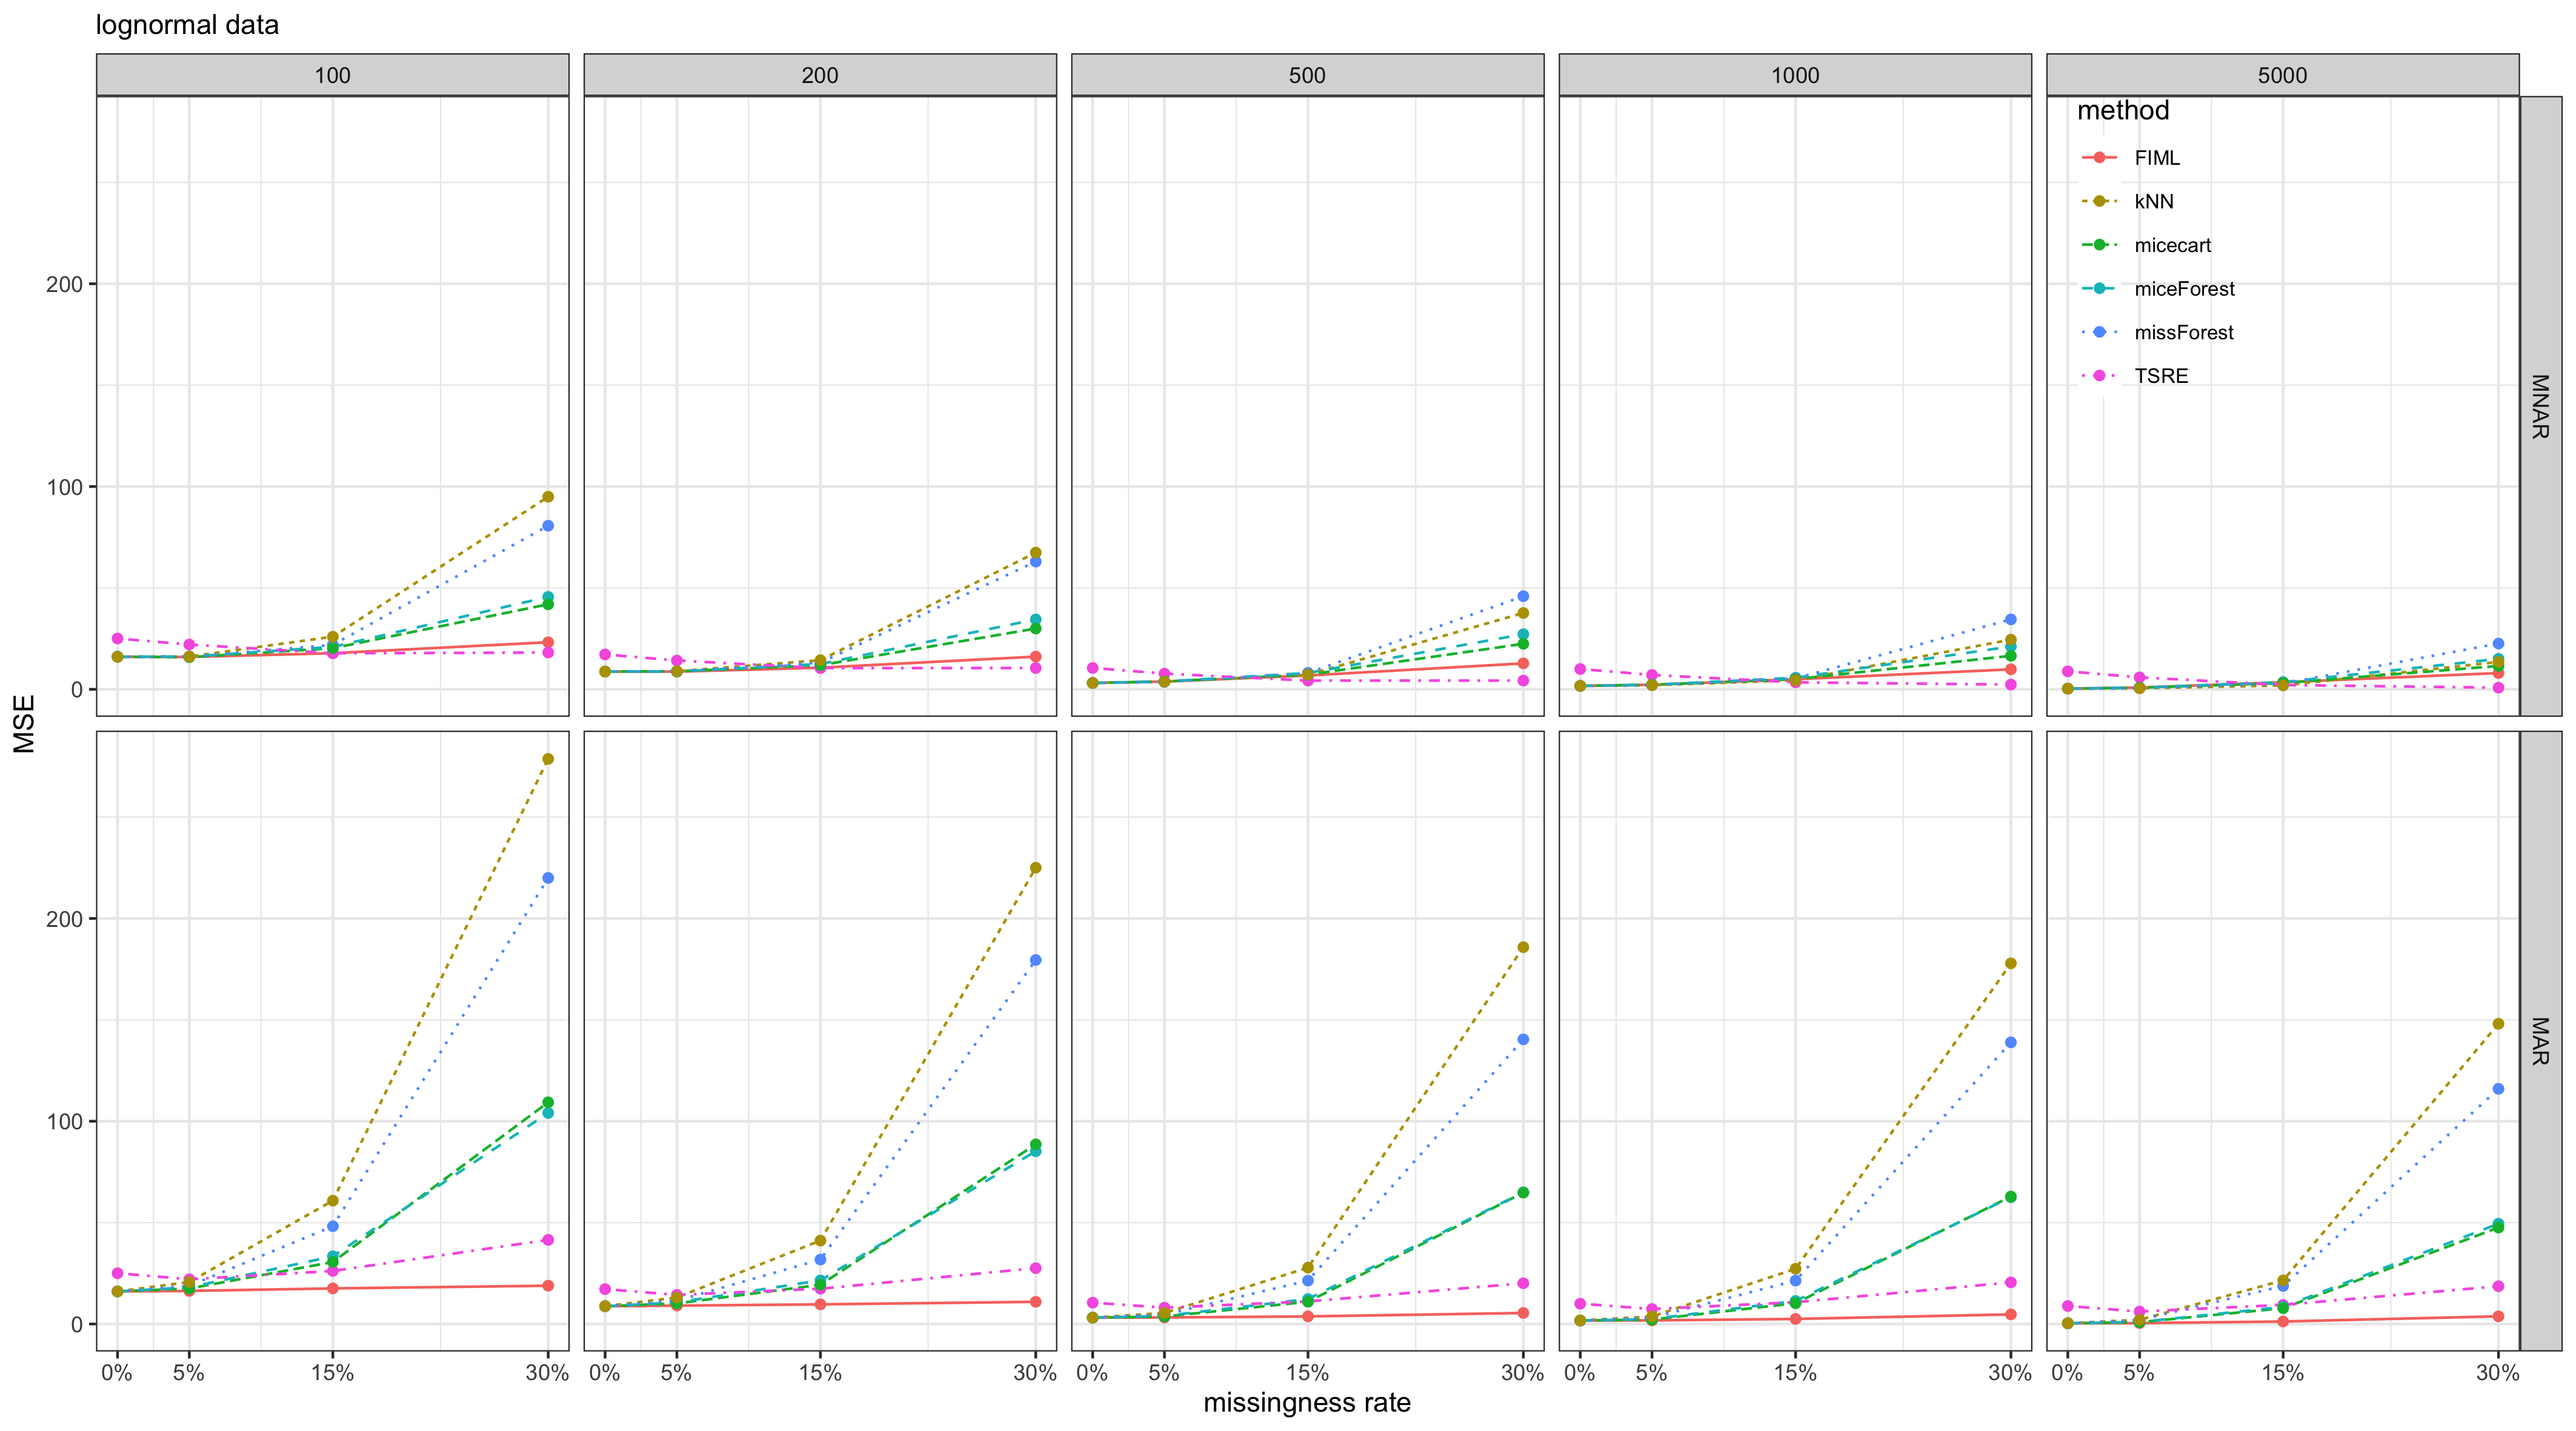 lognormal data
100 200 500 1000 5000
method
FIML
kNN
micecart
miceForest
missForest
TSRE
MNAR
200
100
0
MSE
MAR
200
100
0
0% 5% 15% 30% 0% 5% 15% 30% 0% 5% 15% 30% 0% 5% 15% 30% 0% 5% 15% 30%
missingness rate